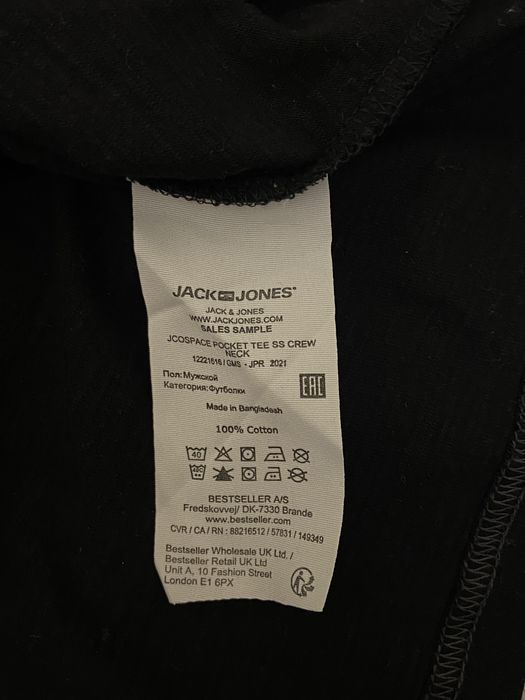 JACK JONES®
JACK & JONES
WWW.JACKJONES.COM
SALES SAMPLE
JCOSPACE POCKET TEE SS CREW
NECK
12221616/GMS - JPR 2021
Пол:Мужской
Категория:Футболки
EAC
Made in Bangladesh
100% Cotton
40
BESTSELLER A/S
Fredskovvej/ DK-7330 Brande
www.bestseller.com
CVR / CA / RN : 88216512 / 57831 / 149349
Bestseller Wholesale UK Ltd. /
Bestseller Retail UK Ltd
Unit A, 10 Fashion Street
London E1 6PX